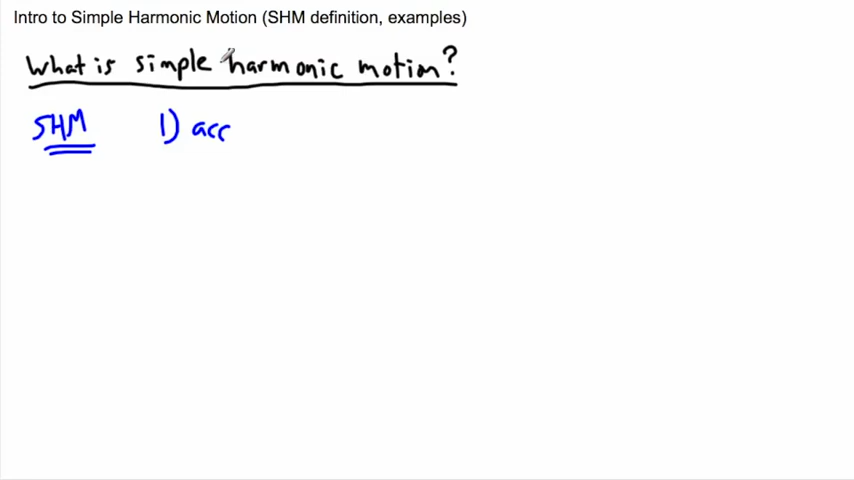 Intro to Simple Harmonic Motion (SHM definition, examples)
What is simple harmonic motion?
SHM 1) acc